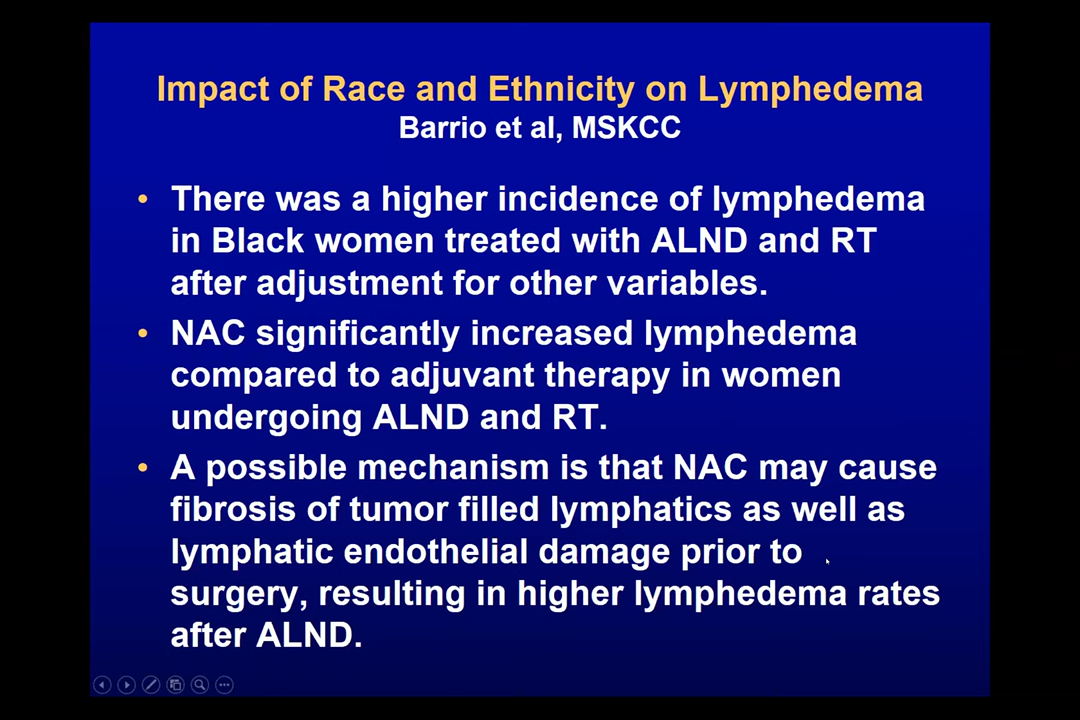 Impact of Race and Ethnicity on Lymphedema
Barrio et al, MSKCC
• There was a higher incidence of lymphedema
in Black women treated with ALND and RT
after adjustment for other variables.
• NAC significantly increased lymphedema
compared to adjuvant therapy in women
undergoing ALND and RT.
• A possible mechanism is that NAC may cause
fibrosis of tumor filled lymphatics as well as
lymphatic endothelial damage prior to
surgery, resulting in higher lymphedema rates
after ALND.